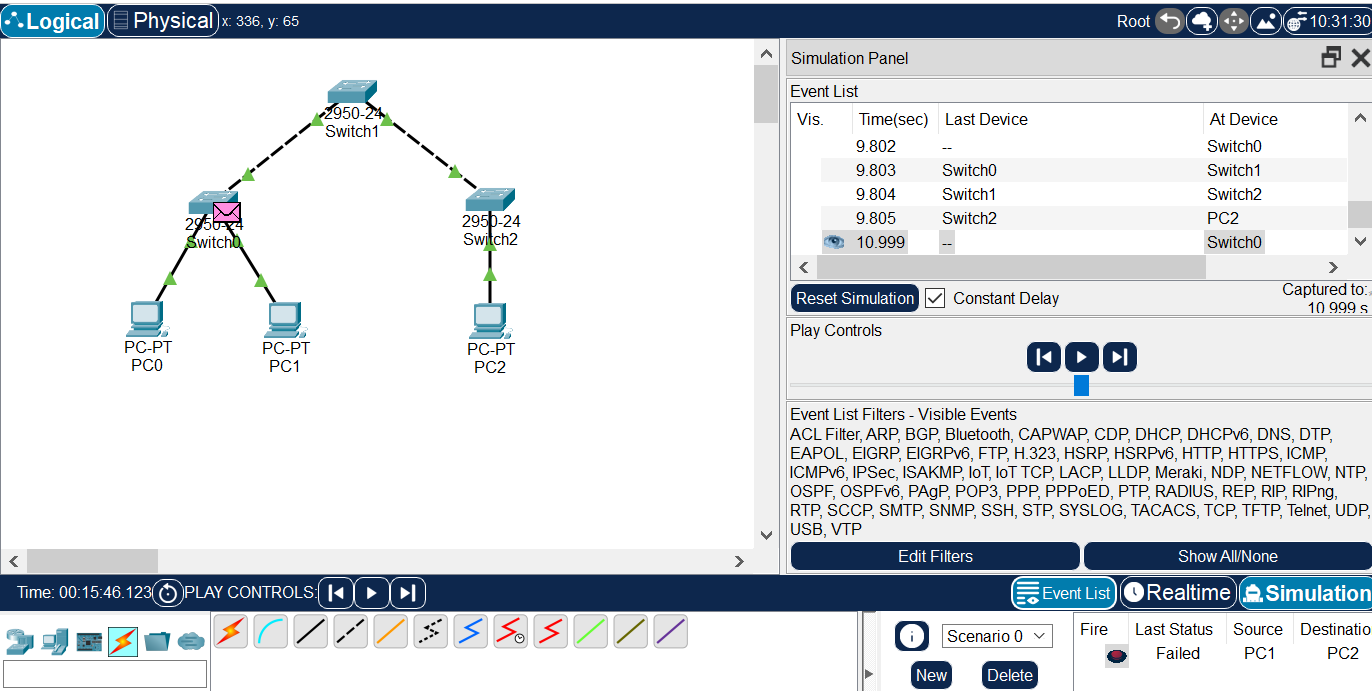 Logical Physical x: 336, y: 65 Root 10:31:30
2950-24
Switch1
2950-24
Switch0
2950-24
Switch2
PC-PT
PC0
PC-PT
PC1
PC-PT
PC2
Simulation Panel
Event List
Vis. Time(sec) Last Device At Device
9.802 -- Switch0
9.803 Switch0 Switch1
9.804 Switch1 Switch2
9.805 Switch2 PC2
10.999 -- Switch0
Reset Simulation Constant Delay Captured to:
10.999 s
Play Controls
Event List Filters - Visible Events
ACL Filter, ARP, BGP, Bluetooth, CAPWAP, CDP, DHCP, DHCPv6, DNS, DTP,
EAPOL, EIGRP, EIGRPv6, FTP, H.323, HSRP, HSRPv6, HTTP, HTTPS, ICMP,
ICMPv6, IPSec, ISAKMP, IoT, IoT TCP, LACP, LLDP, Meraki, NDP, NETFLOW, NTP,
OSPF, OSPFv6, PAgP, POP3, PPP, PPPoED, PTP, RADIUS, REP, RIP, RIPng,
RTP, SCCP, SMTP, SNMP, SSH, STP, SYSLOG, TACACS, TCP, TFTP, Telnet, UDP,
USB, VTP
Edit Filters Show All/None
Time: 00:15:46.123 PLAY CONTROLS: Event List Realtime Simulation
Scenario 0
New Delete
Fire Last Status Source Destinatio
Failed PC1 PC2